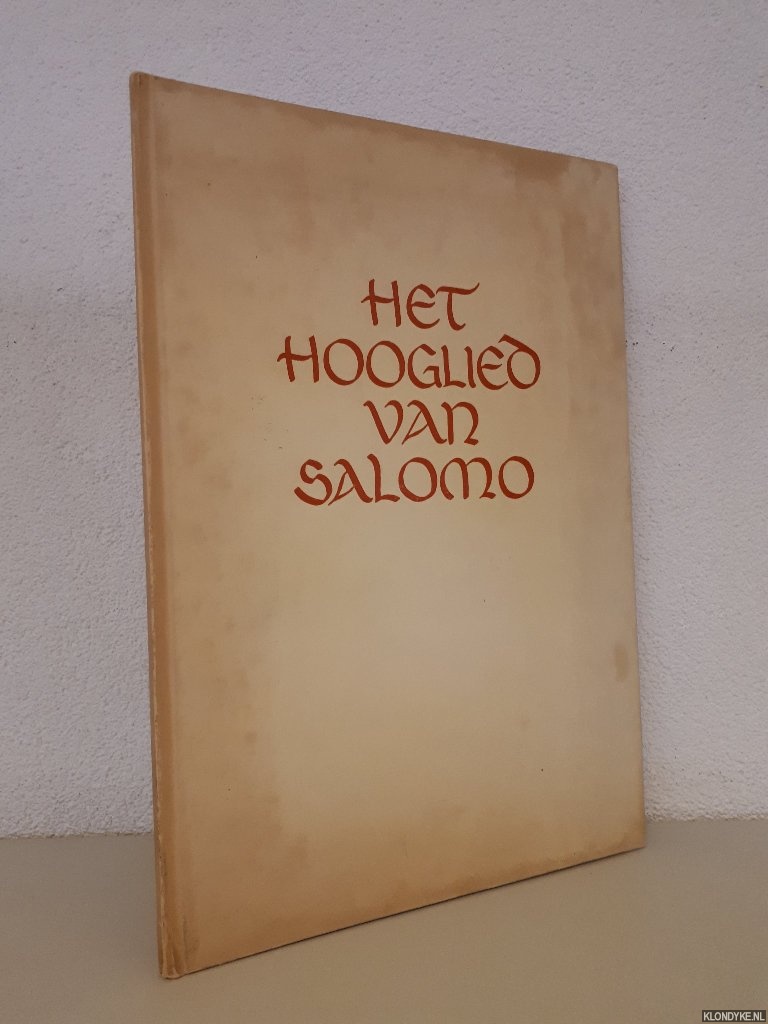 HET
HOOGLIED
VAN
SALOMO
KLONDYKE.NL